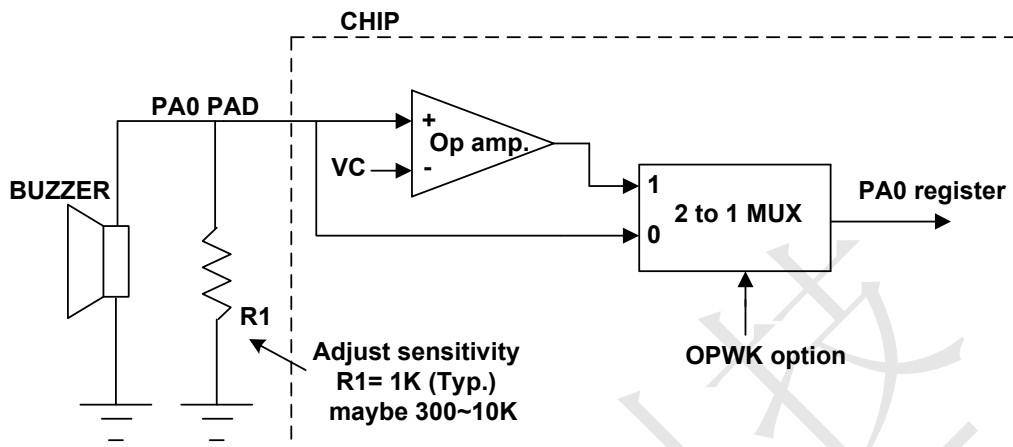 CHIP
PA0 PAD
+
Op amp.
VC
-
BUZZER
1
2 to 1 MUX
0
PA0 register
R1
Adjust sensitivity
R1= 1K (Typ.)
maybe 300~10K
OPWK option